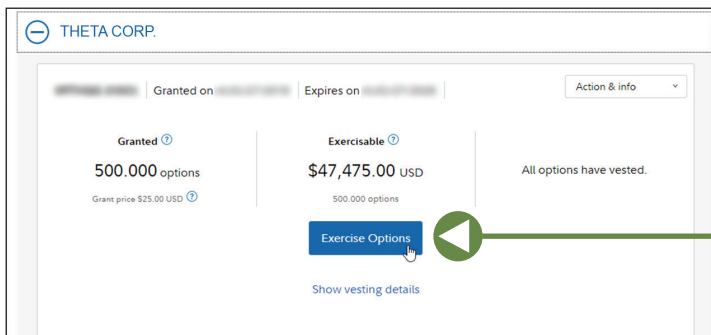 THETA CORP.
Granted on
Expires on
Action & info
Granted ?
Exercisable ?
500.000 options
$47,475.00 USD
All options have vested.
Grant price $25.00 USD ?
500.000 options
Exercise Options
Show vesting details